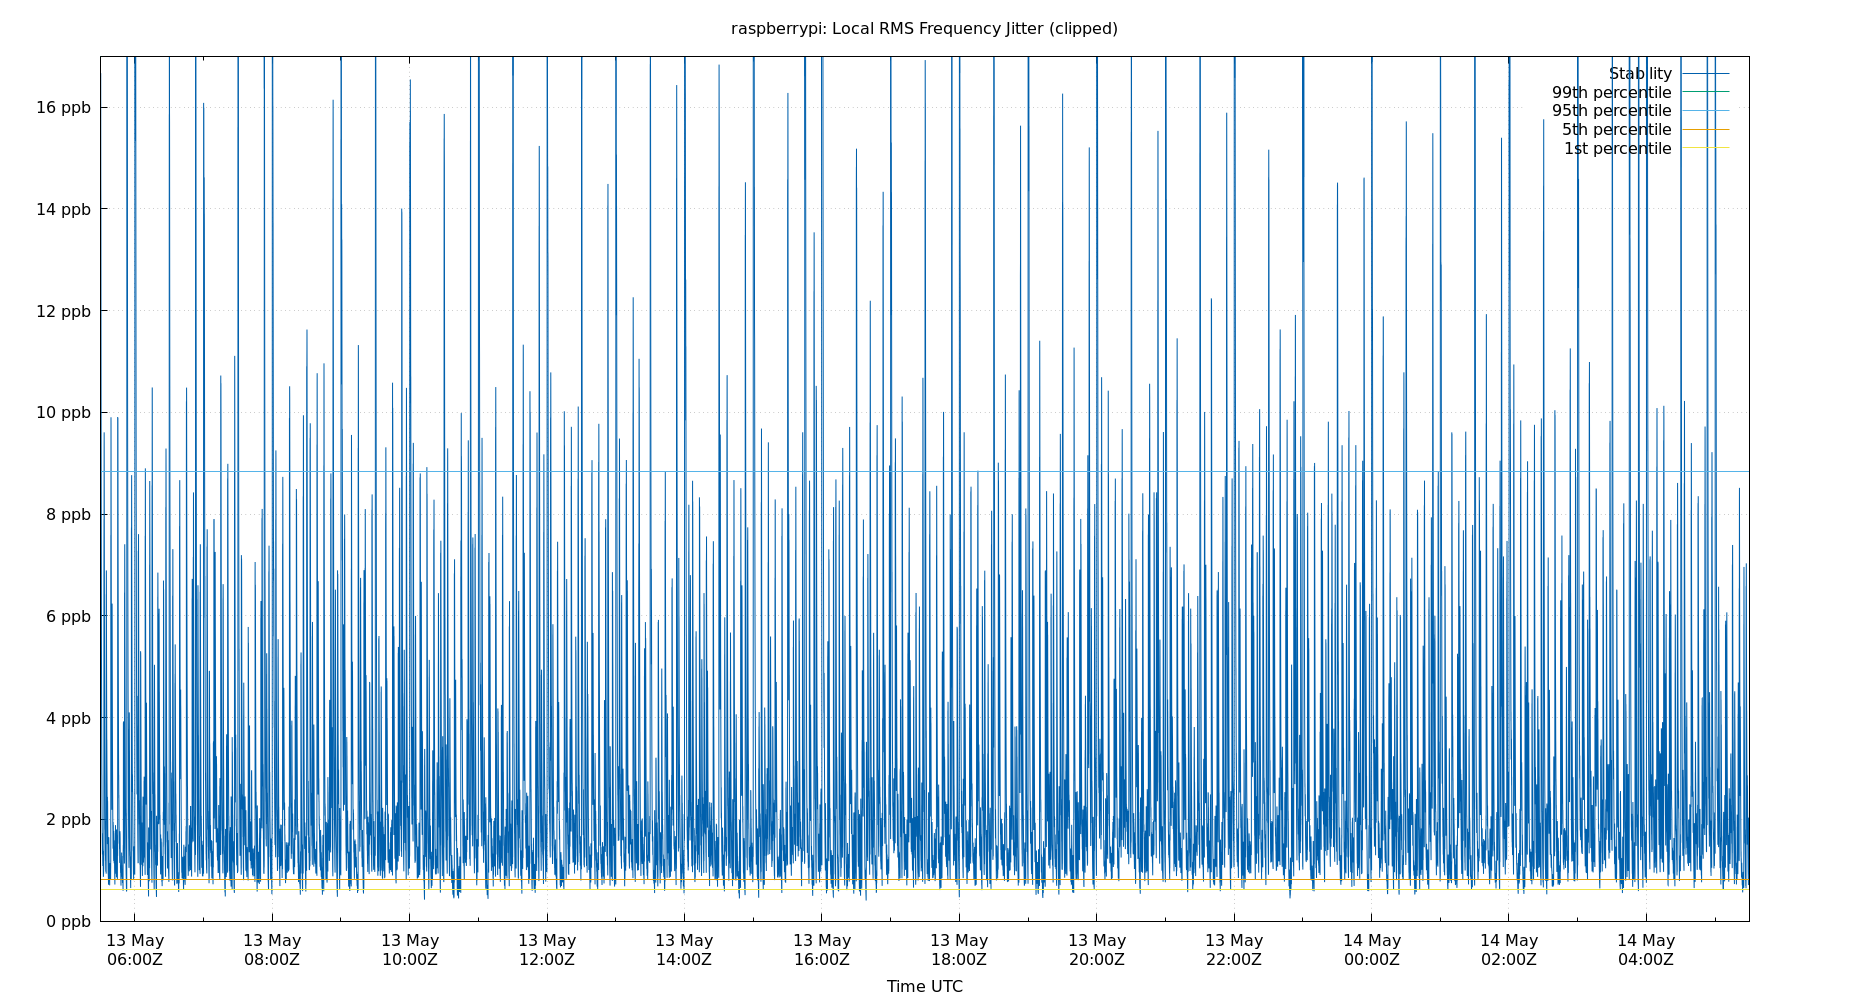 raspberrypi: Local RMS Frequency Jitter (clipped)
Stability
99th percentile
95th percentile
5th percentile
1st percentile
16 ppb
14 ppb
12 ppb
10 ppb
8 ppb
6 ppb
4 ppb
2 ppb
0 ppb
13 May 13 May 13 May 13 May 13 May 13 May 13 May 13 May 13 May 14 May 14 May 14 May
06:00Z 08:00Z 10:00Z 12:00Z 14:00Z 16:00Z 18:00Z 20:00Z 22:00Z 00:00Z 02:00Z 04:00Z
Time UTC